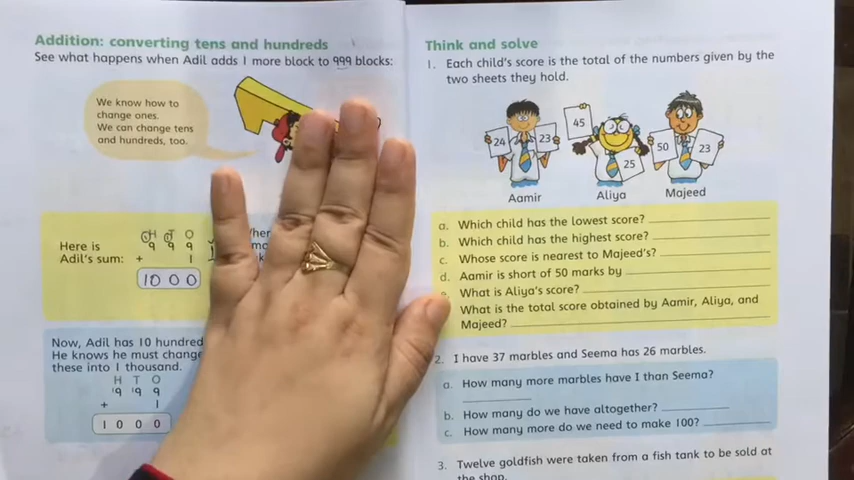 Addition: converting tens and hundreds
See what happens when Adil adds 1 more block to 999 blocks:
We know how to
change ones.
We can change tens
and hundreds, too.
Here is
Adil's sum:
H T O
9 9 9
+ 1
1000
Now, Adil has 10 hundred
He knows he must change
these into 1 thousand.
H T O
9 9 9
+ 1
1 0 0 0
Think and solve
1. Each child's score is the total of the numbers given by the
two sheets they hold.
24 23 45 25 50 23
Aamir Aliya Majeed
a. Which child has the lowest score?
b. Which child has the highest score?
c. Whose score is nearest to Majeed's?
d. Aamir is short of 50 marks by
e. What is Aliya's score?
What is the total score obtained by Aamir, Aliya, and
Majeed?
2. I have 37 marbles and Seema has 26 marbles.
a. How many more marbles have I than Seema?
b. How many do we have altogether?
c. How many more do we need to make 100?
3. Twelve goldfish were taken from a fish tank to be sold at
the shop.